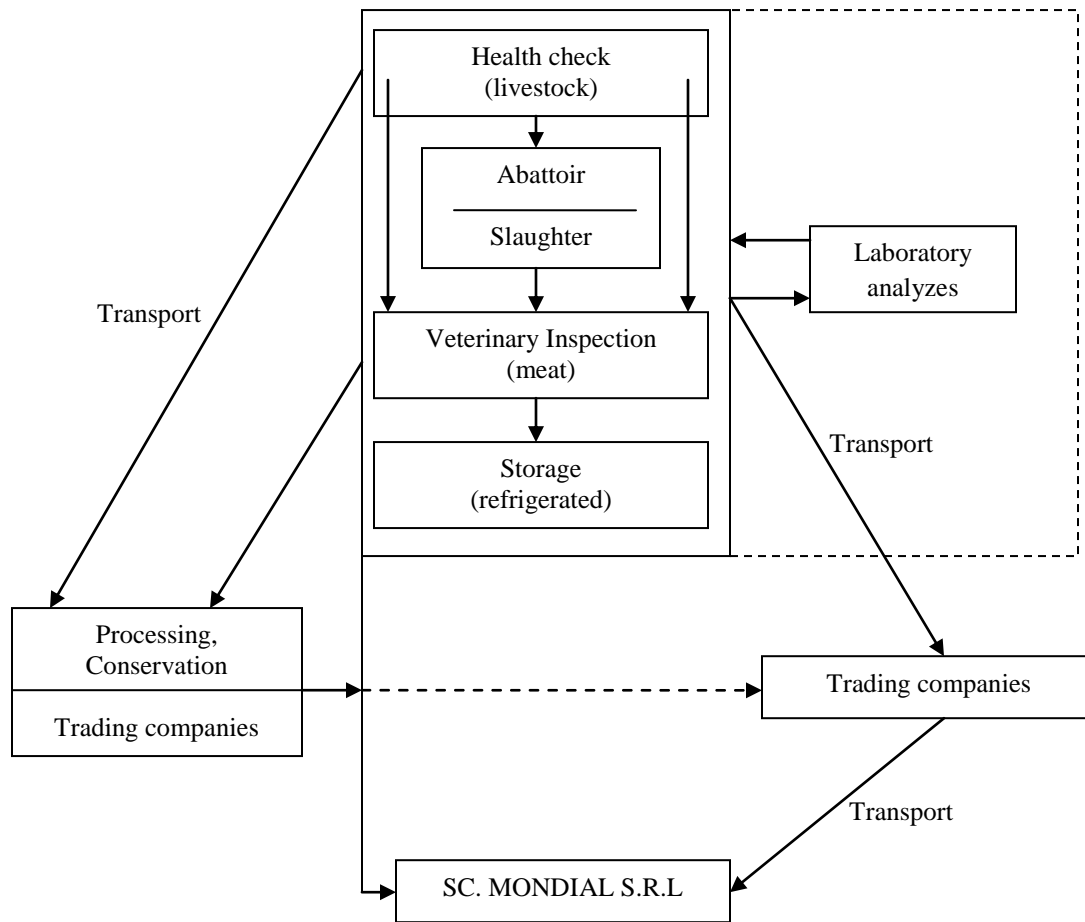 Health check
(livestock)
Abattoir
Slaughter
Laboratory
analyzes
Transport
Veterinary Inspection
(meat)
Transport
Storage
(refrigerated)
Processing,
Conservation
Trading companies
Trading companies
Transport
SC. MONDIAL S.R.L